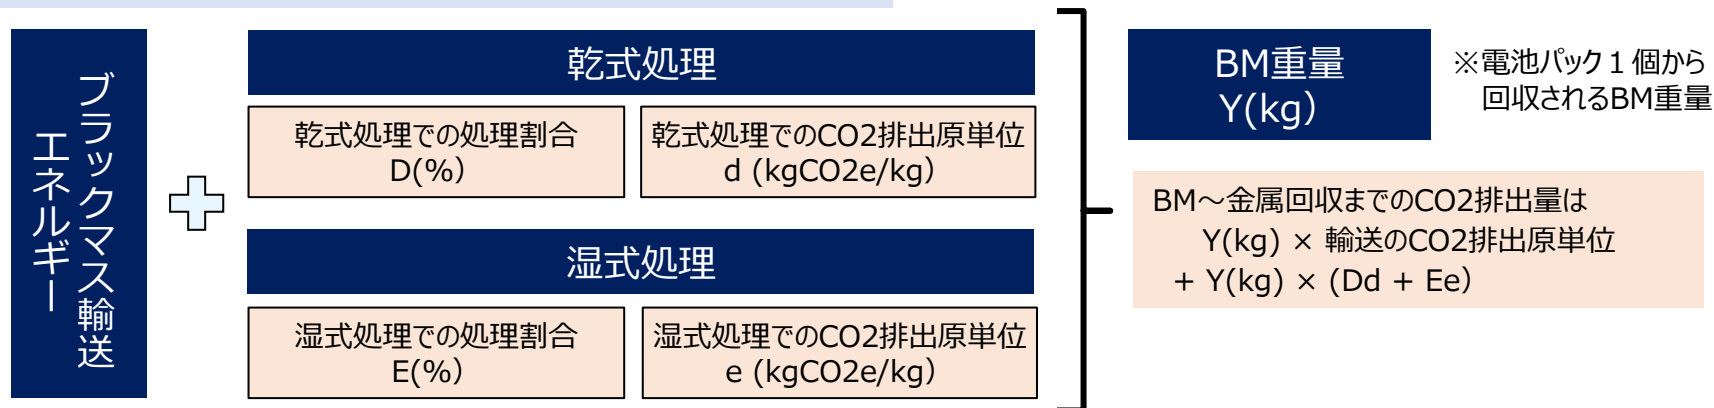 ブラックマス輸送
エネルギー
乾式処理
乾式処理での処理割合
D(%)
乾式処理でのCO2排出原単位
d (kgCO2e/kg)
湿式処理
湿式処理での処理割合
E(%)
湿式処理でのCO2排出原単位
e (kgCO2e/kg)
BM重量
Y(kg)
※電池パック1個から
回収されるBM重量
BM～金属回収までのCO2排出量は
Y(kg) × 輸送のCO2排出原単位
+ Y(kg) × (Dd + Ee)